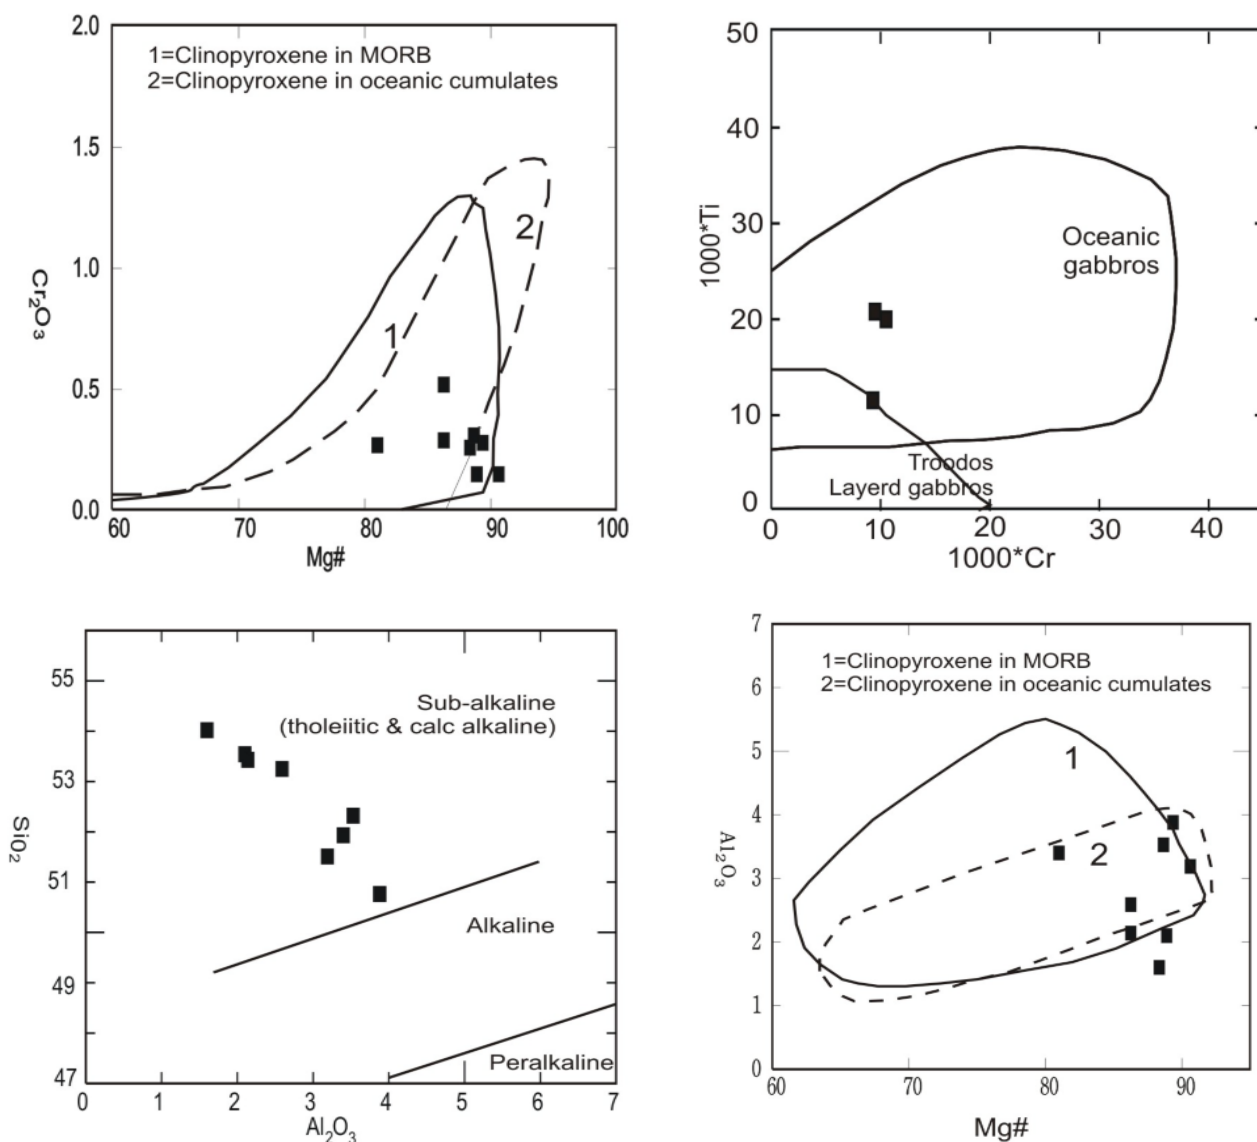 2.0
1=Clinopyroxene in MORB
2=Clinopyroxene in oceanic cumulates
1.5
1.0
0.5
0.0
Cr₂O₃
1
2
60 70 80 90 100
Mg#
50
40
30
20
10
0
1000*Ti
Oceanic
gabbros
Troodos
Layerd gabbros
0 10 20 30 40
1000*Cr
55
53
51
49
47
SiO₂
Sub-alkaline
(tholeiitic & calc alkaline)
Alkaline
Peralkaline
0 1 2 3 4 5 6 7
Al₂O₃
7
6
5
4
3
2
1
0
Al₂O₃
1=Clinopyroxene in MORB
2=Clinopyroxene in oceanic cumulates
1
2
60 70 80 90
Mg#